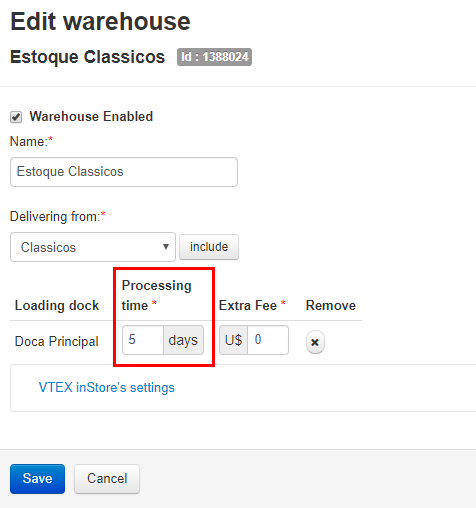 Edit warehouse
Estoque Classicos Id : 1388024
Warehouse Enabled
Name:*
Estoque Classicos
Delivering from:*
Classicos include
Loading dock Processing time * Extra Fee * Remove
Doca Principal 5 days U$ 0 ×
VTEX inStore's settings
Save Cancel